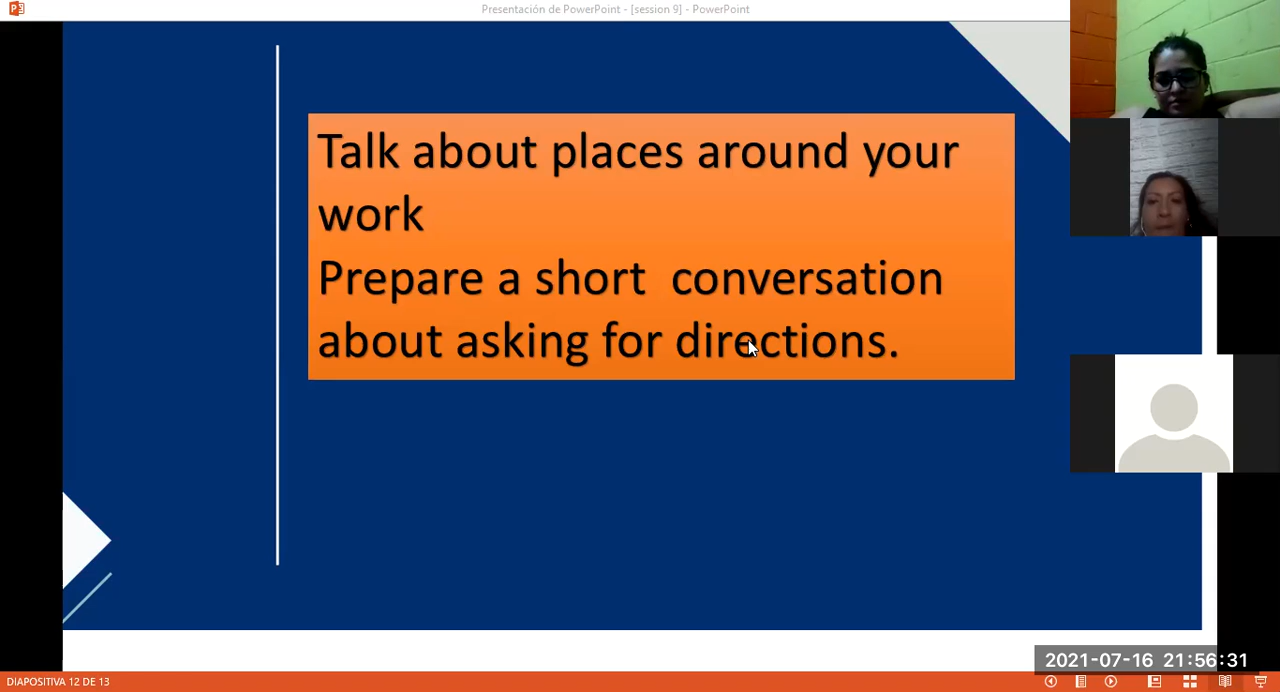 Presentación de PowerPoint - [session 9] - PowerPoint
Talk about places around your
work
Prepare a short  conversation
about asking for directions.
2021-07-16 21:56:31
DIAPOSITIVA 12 DE 13